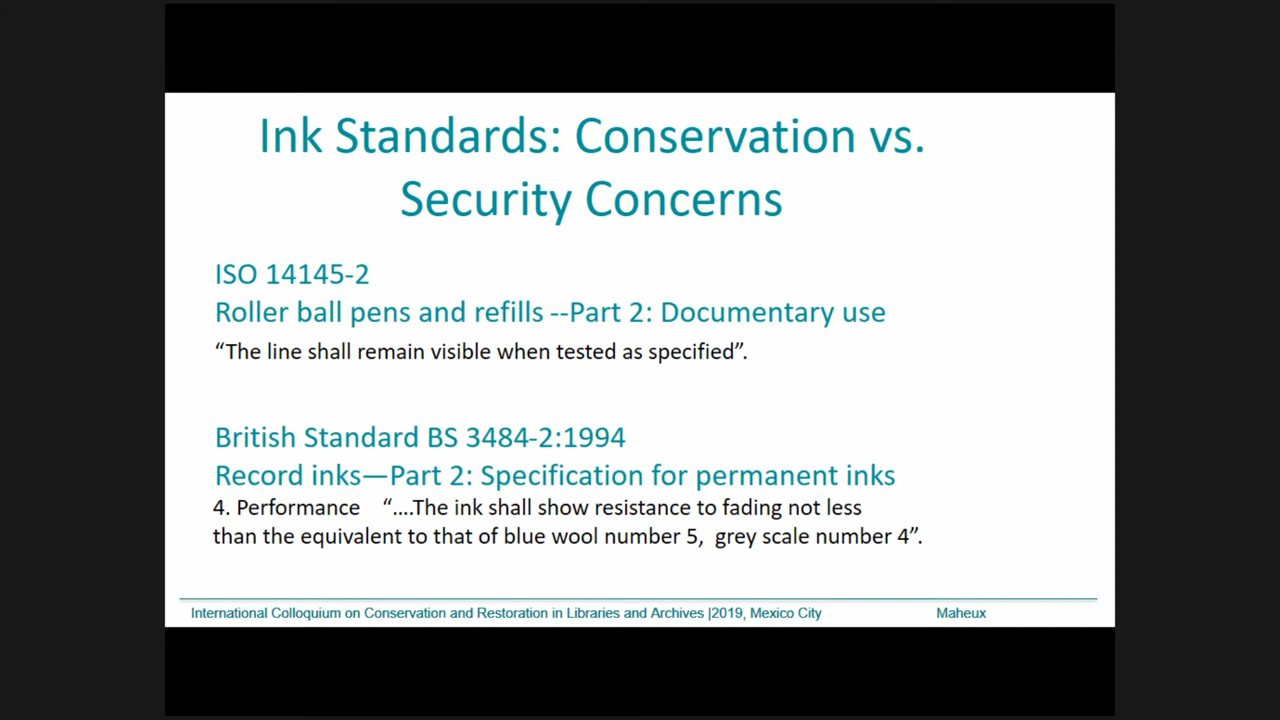 Ink Standards: Conservation vs.
Security Concerns
ISO 14145-2
Roller ball pens and refills --Part 2: Documentary use
“The line shall remain visible when tested as specified”.
British Standard BS 3484-2:1994
Record inks—Part 2: Specification for permanent inks
4. Performance “....The ink shall show resistance to fading not less
than the equivalent to that of blue wool number 5, grey scale number 4”.
International Colloquium on Conservation and Restoration in Libraries and Archives |2019, Mexico City Maheux